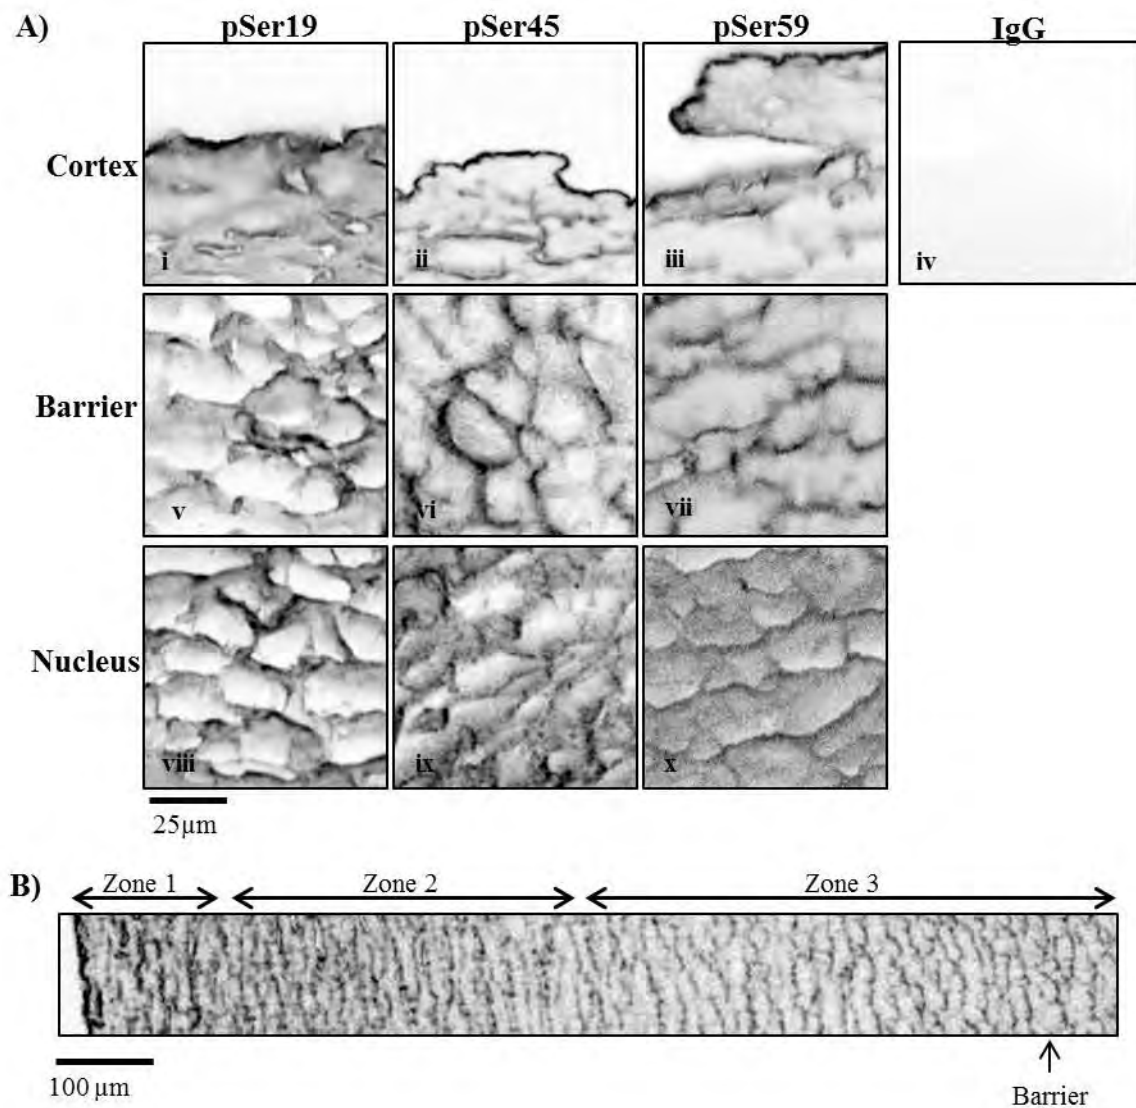 A)
pSer19 pSer45 pSer59 IgG
Cortex
i ii iii iv
Barrier
v vi vii
Nucleus
viii ix x
25µm
B)
Zone 1 Zone 2 Zone 3
100 µm
Barrier